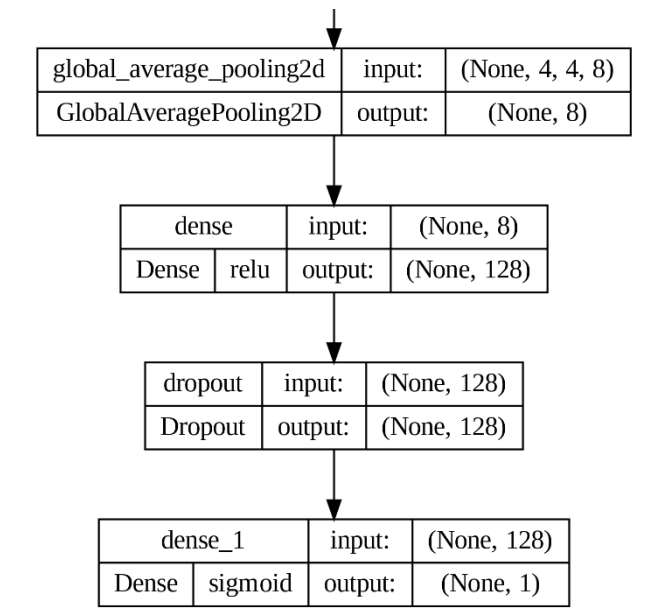 global_average_pooling2d input: (None, 4, 4, 8)
GlobalAveragePooling2D output: (None, 8)
dense input: (None, 8)
Dense relu output: (None, 128)
dropout input: (None, 128)
Dropout output: (None, 128)
dense_1 input: (None, 128)
Dense sigmoid output: (None, 1)